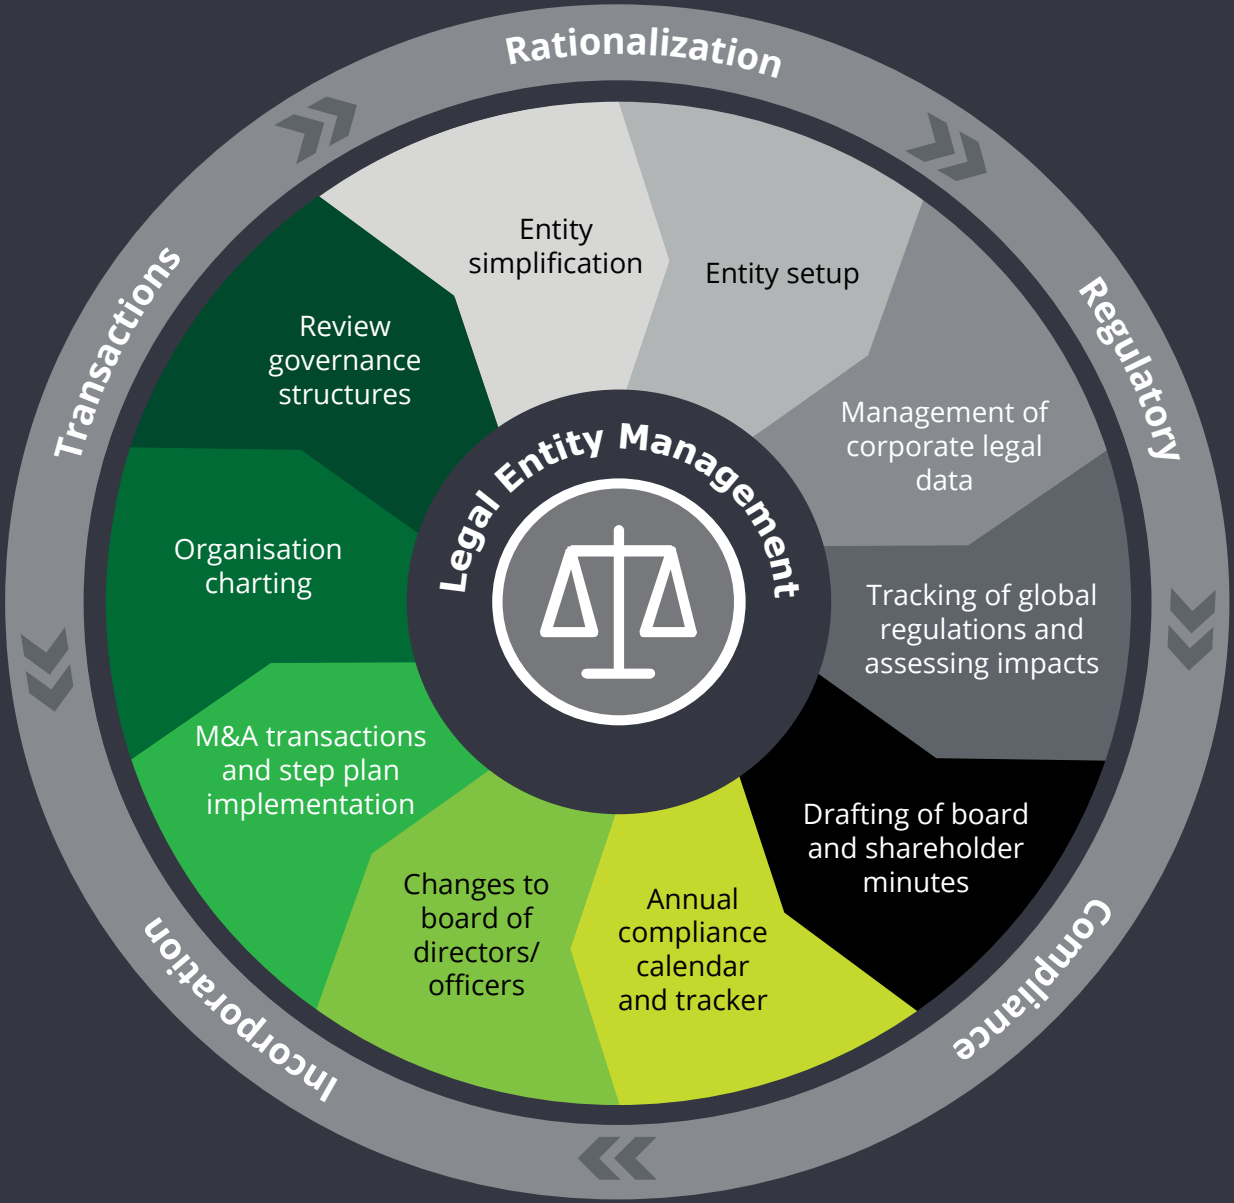 Rationalization
Regulatory
Compliance
Incorporation
Transactions
Entity
simplification
Entity setup
Management of
corporate legal
data
Tracking of global
regulations and
assessing impacts
Drafting of board
and shareholder
minutes
Annual
compliance
calendar
and tracker
Changes to
board of
directors/
officers
M&A transactions
and step plan
implementation
Organisation
charting
Review
governance
structures
Legal Entity Management